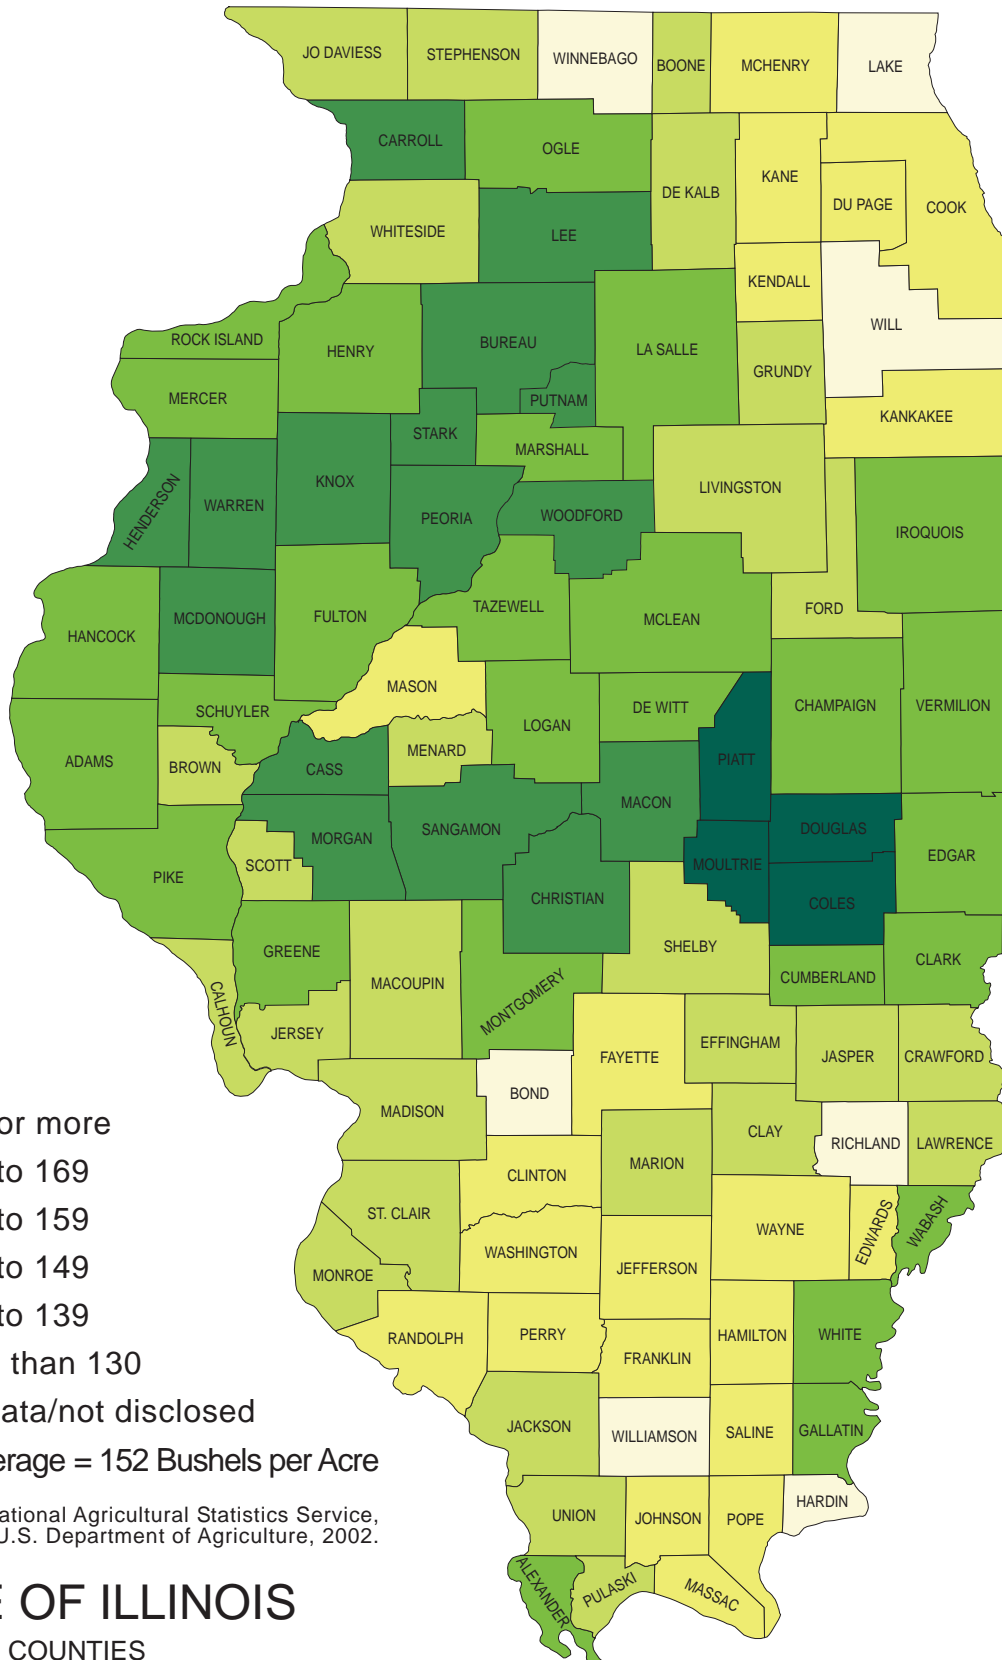 JO DAVIESS
STEPHENSON
WINNEBAGO
BOONE
MCHENRY
LAKE
CARROLL
OGLE
DE KALB
KANE
DU PAGE
COOK
WHITESIDE
LEE
KENDALL
WILL
ROCK ISLAND
HENRY
BUREAU
LA SALLE
GRUNDY
MERCER
PUTNAM
KANKAKEE
STARK
MARSHALL
HENDERSON
WARREN
KNOX
PEORIA
WOODFORD
LIVINGSTON
IROQUOIS
HANCOCK
MCDONOUGH
FULTON
TAZEWELL
MCLEAN
FORD
MASON
SCHUYLER
LOGAN
DE WITT
CHAMPAIGN
VERMILION
ADAMS
BROWN
CASS
MENARD
PIATT
MACON
MORGAN
SANGAMON
DOUGLAS
SCOTT
MOULTRIE
EDGAR
PIKE
CHRISTIAN
COLES
GREENE
MACOUPIN
MONTGOMERY
SHELBY
CUMBERLAND
CLARK
CALHOUN
JERSEY
FAYETTE
EFFINGHAM
JASPER
CRAWFORD
MADISON
BOND
CLAY
RICHLAND
LAWRENCE
CLINTON
MARION
ST. CLAIR
WAYNE
EDWARDS
WABASH
MONROE
WASHINGTON
JEFFERSON
RANDOLPH
PERRY
FRANKLIN
HAMILTON
WHITE
JACKSON
WILLIAMSON
SALINE
GALLATIN
UNION
JOHNSON
POPE
HARDIN
ALEXANDER
PULASKI
MASSAC
or more
to 169
to 159
to 149
to 139
than 130
ata/not disclosed
erage = 152 Bushels per Acre
ational Agricultural Statistics Service,
U.S. Department of Agriculture, 2002.
E OF ILLINOIS
COUNTIES